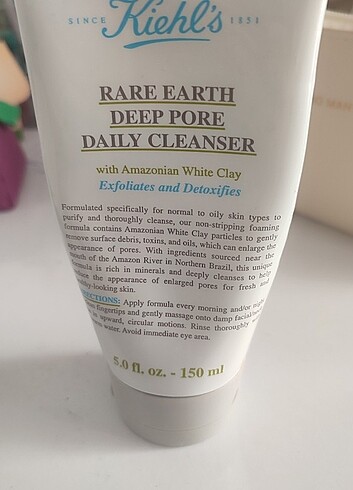 SINCE Kiehl's 1851
RARE EARTH
DEEP PORE
DAILY CLEANSER
with Amazonian White Clay
Exfoliates and Detoxifies
Formulated specifically for normal to oily skin types to
purify and thoroughly cleanse, our non-stripping foaming
formula contains Amazonian White Clay particles to gently
remove surface debris, toxins, and oils, which can enlarge the
appearance of pores. With ingredients sourced near the
mouth of the Amazon River in Northern Brazil, this unique
formula is rich in minerals and deeply cleanses to help
the appearance of enlarged pores for fresh and
healthy-looking skin.
DIRECTIONS: Apply formula every morning and/or night
fingertips and gently massage onto damp facial
in upward, circular motions. Rinse thoroughly
water. Avoid immediate eye area.
5.0 fl. oz. - 150 ml